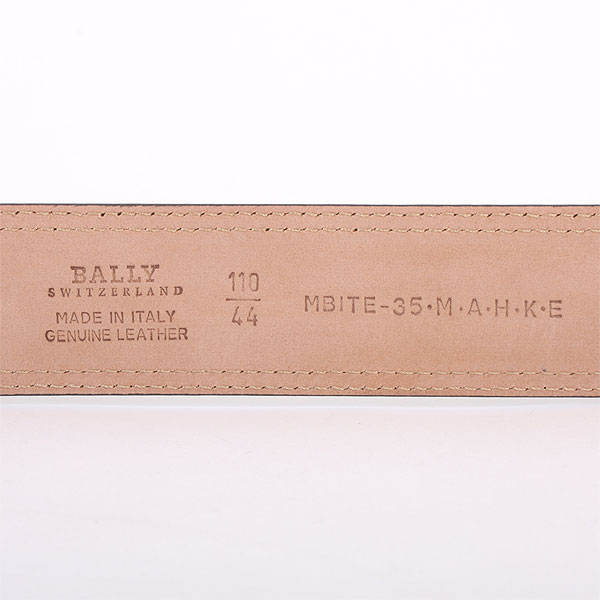 BALLY
SWITZERLAND
MADE IN ITALY
GENUINE LEATHER
110
44
MBITE-35·M·A·H·K·E